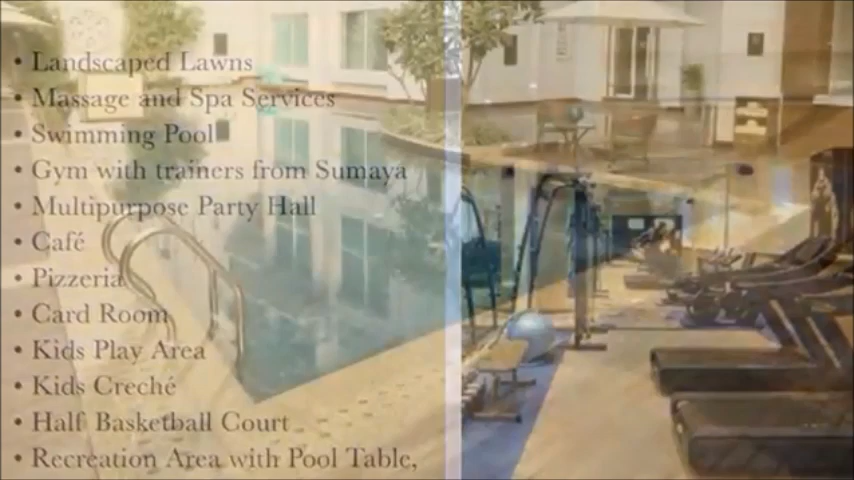 • Landscaped Lawns
• Massage and Spa Services
• Swimming Pool
• Gym with trainers from Sumaya
• Multipurpose Party Hall
• Café
• Pizzeria
• Card Room
• Kids Play Area
• Kids Creché
• Half Basketball Court
• Recreation Area with Pool Table,